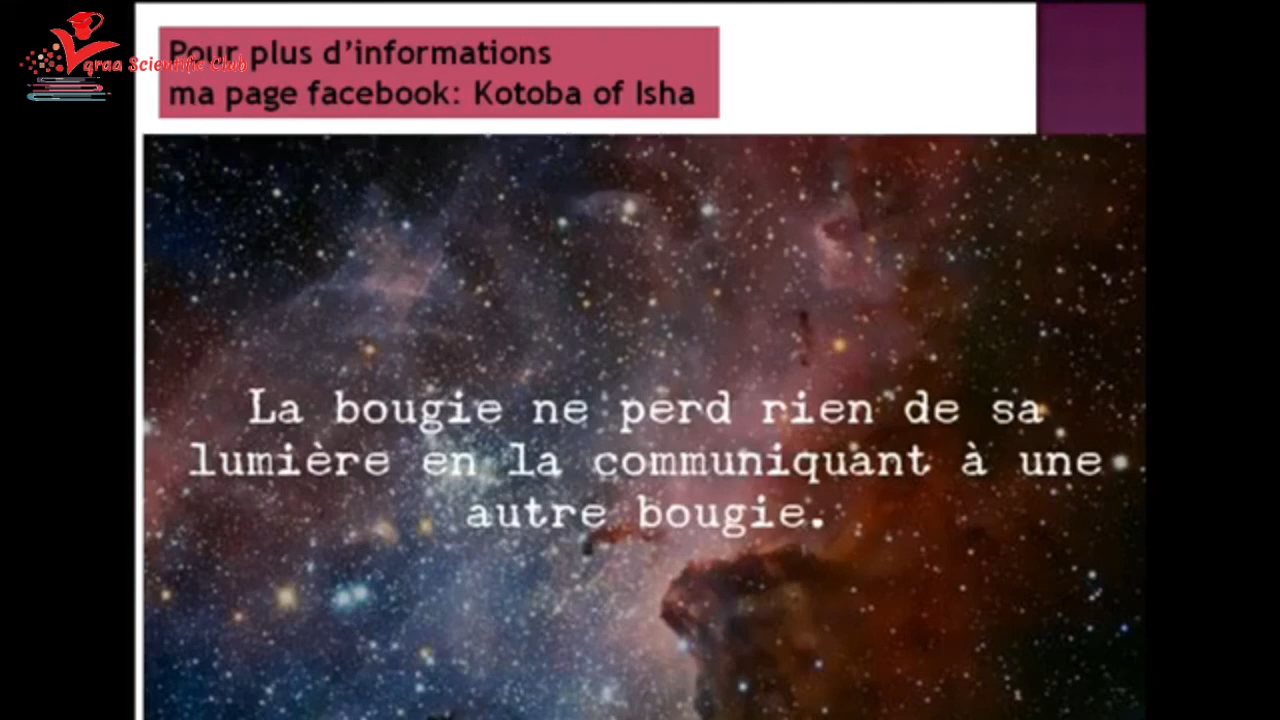 Pour plus d’informations
ma page facebook: Kotoba of Isha
qraa Scientific Club
La bougie ne perd rien de sa
lumière en la communiquant à une
autre bougie.